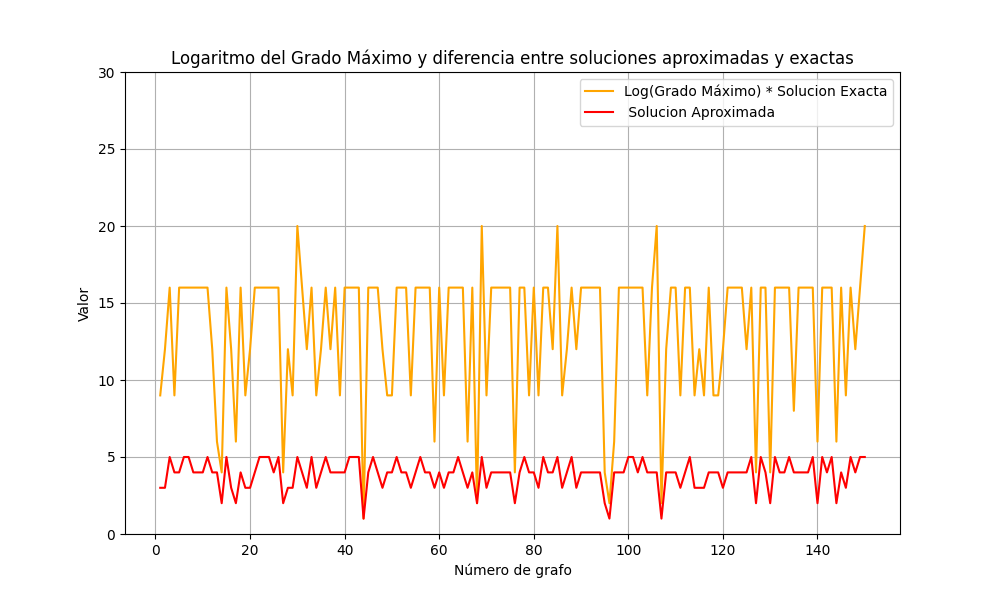 Logaritmo del Grado Máximo y diferencia entre soluciones aproximadas y exactas
30
25
20
15
10
5
0
Valor
Log(Grado Máximo) * Solucion Exacta
Solucion Aproximada
0 20 40 60 80 100 120 140
Número de grafo